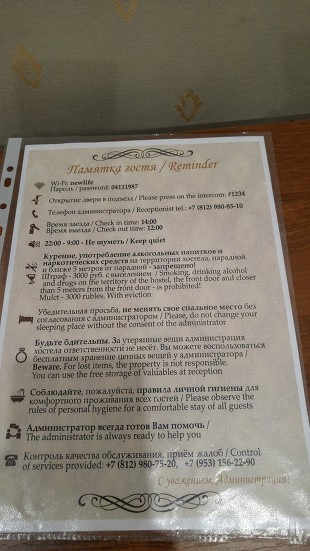 Памятка гостя / Reminder
Wi-Fi: newlife
Пароль / password: 04111987
Открытие двери в подъезд / Please press on the intercom: #1234
Телефон администратора / Receptionist tel.: +7 (812) 980-85-10
Время заезда / Check in time: 14:00
Время выезда / Check out time: 12:00
22:00 - 9:00 - Не шуметь / Keep quiet
Курение, употребление алкогольных напитков и
наркотических средств на территории хостела, парадной
и ближе 5 метров от парадной - запрещено!
Штраф - 3000 руб. с выселением / Smoking, drinking alcohol
and drugs on the territory of the hostel, the front door and closer
than 5 meters from the front door - is prohibited!
Mulct - 3000 rubles. With eviction
Убедительная просьба, не менять свое спальное место без
согласования с администратором / Please, do not change your
sleeping place without the consent of the administrator
Будьте бдительны. За утерянные вещи администрация
хостела ответственности не несёт. Вы можете воспользоваться
бесплатным хранение ценных вещей у администратора /
Beware. For lost items, the property is not responsible.
You can use the free storage of valuables at reception
Соблюдайте, пожалуйста, правила личной гигиены для
комфортного проживания всех гостей / Please observe the
rules of personal hygiene for a comfortable stay of all guests
Администратор всегда готов Вам помочь /
The administrator is always ready to help you
Контроль качества обслуживания, приём жалоб / Control
of services provided: +7 (812) 980-75-20, +7 (953) 156-22-90
С уважением, Администрация!